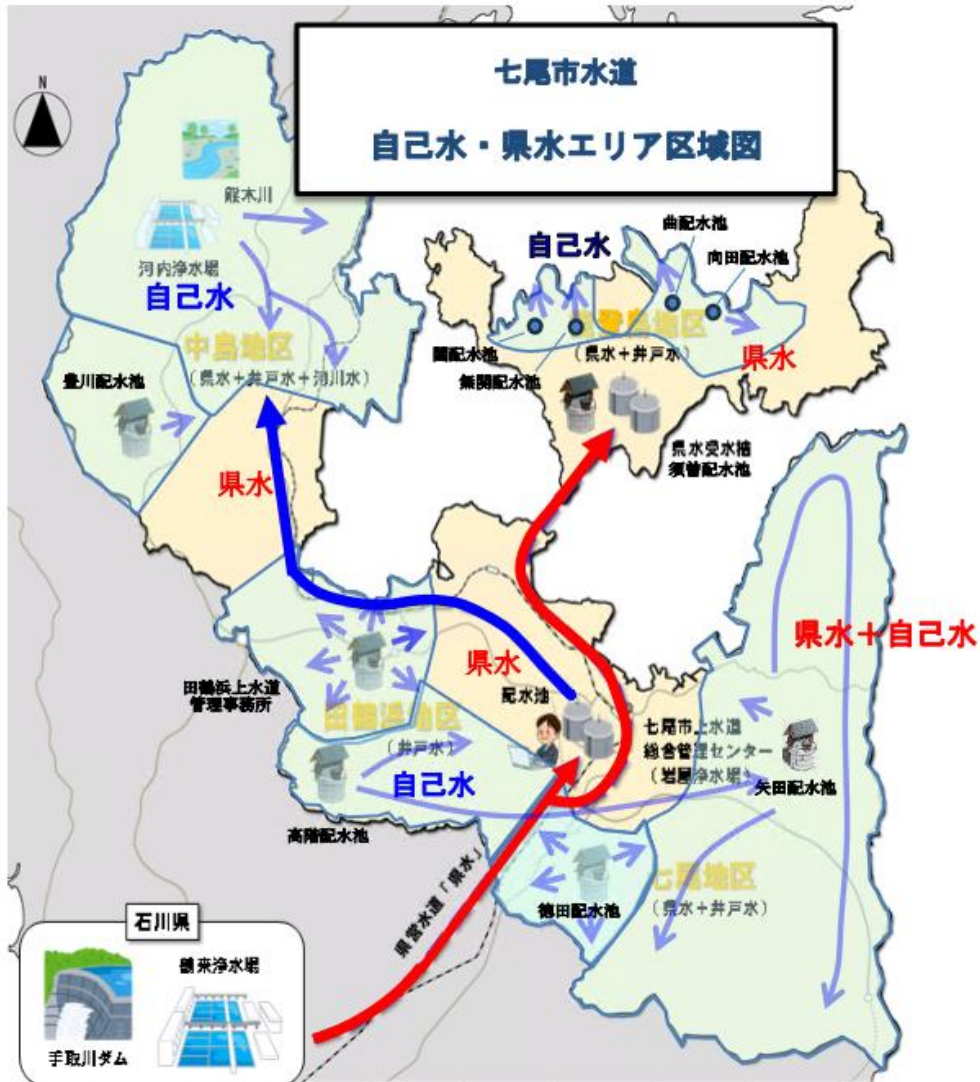 七尾市水道
自己水・県水エリア区域図
N
熊木川
河内浄水場
自己水
中島地区
(県水+井戸水+河川水)
豊川配水池
県水
自己水
曲配水池
向田配水池
能登島地区
(県水+井戸水)
閨配水池
無関配水池
県水
県水受水槽
須曽配水池
県水+自己水
田鶴浜上水道
管理事務所
田鶴浜地区
(井戸水)
自己水
高階配水池
県水
配水池
七尾市上水道
総合管理センター
(岩屋浄水場)
矢田配水池
七尾地区
(県水+井戸水)
徳田配水池
県営水道「県水」
石川県
手取川ダム
鶴来浄水場